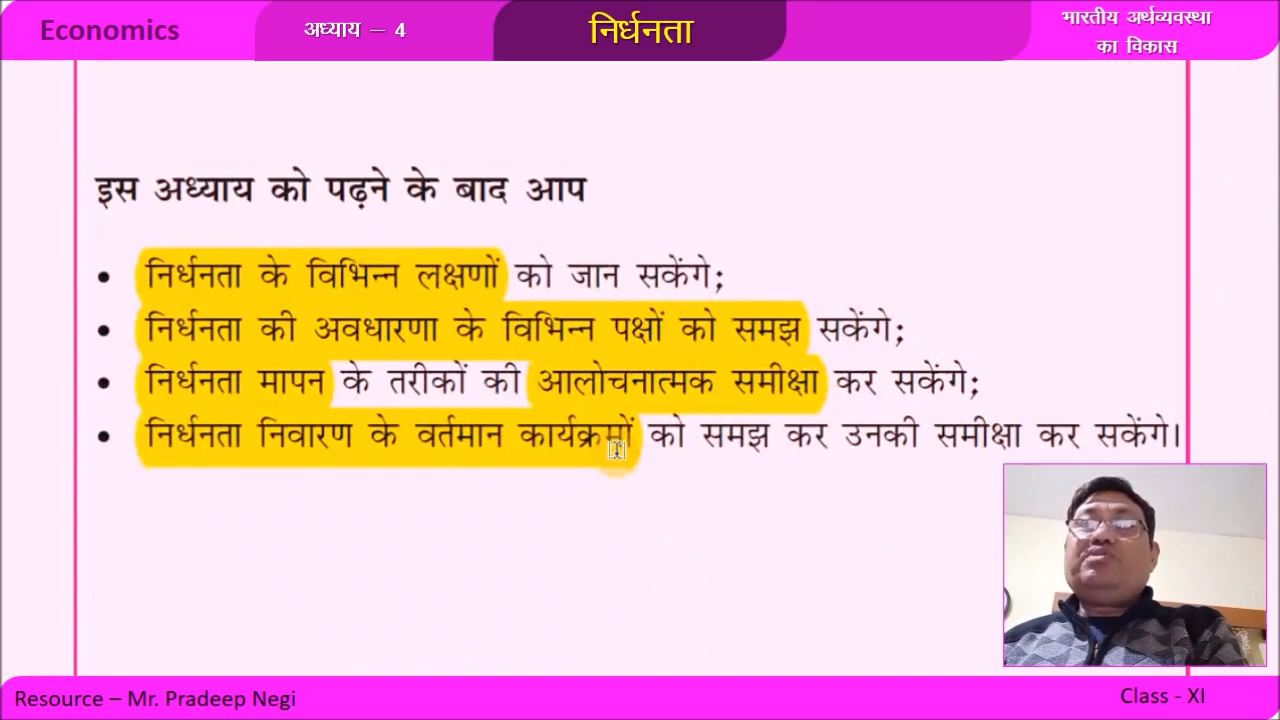 Economics
अध्याय – 4
निर्धनता
भारतीय अर्थव्यवस्था
का विकास
इस अध्याय को पढ़ने के बाद आप
• निर्धनता के विभिन्न लक्षणों को जान सकेंगे;
• निर्धनता की अवधारणा के विभिन्न पक्षों को समझ सकेंगे;
• निर्धनता मापन के तरीकों की आलोचनात्मक समीक्षा कर सकेंगे;
• निर्धनता निवारण के वर्तमान कार्यक्रमों को समझ कर उनकी समीक्षा कर सकेंगे।
Resource – Mr. Pradeep Negi
Class - XI